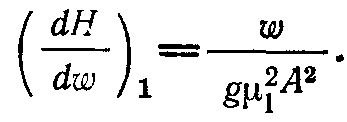 (dH/dw)₁ = w/(gμ₁²A²).